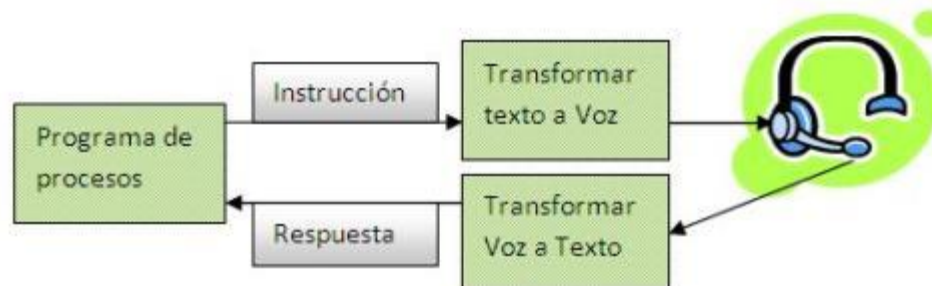 Programa de
procesos
Instrucción
Transformar
texto a Voz
Transformar
Voz a Texto
Respuesta